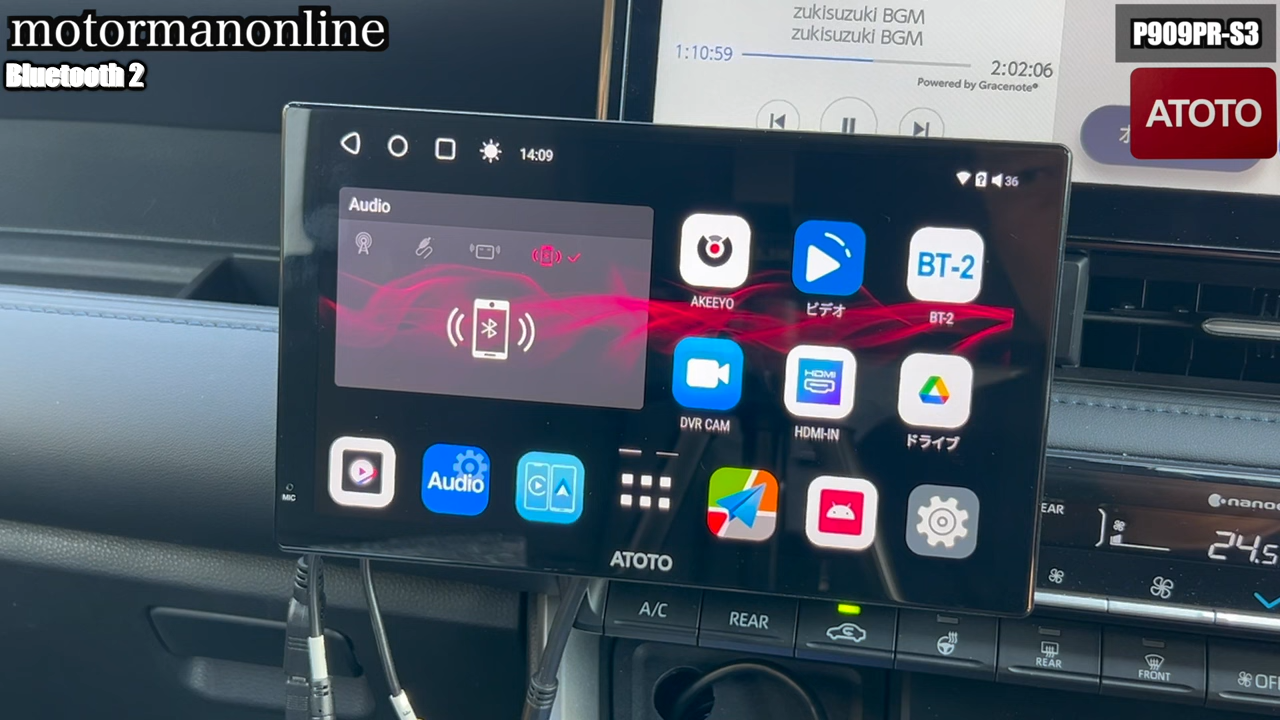 motormanonline
Bluetooth 2
P909PR-S3
ATOTO
zukisuzuki BGM
zukisuzuki BGM
1:10:59
2:02:06
Powered by Gracenote®
14:09
36
Audio
AKEEYO
ビデオ
BT-2
BT-2
DVR CAM
HDMI
HDMI-IN
ドライブ
Audio
MIC
ATOTO
EAR
24.5
A/C
REAR
REAR
FRONT
OFF